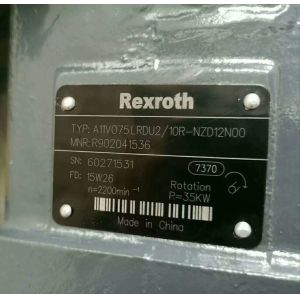 Rexroth
TYP: A11VO75LRDU2/10R-NZD12N00
MNR:R902041536
SN: 60271531
7370
FD: 15W26
n=2200min⁻¹
Rotation
P=35KW
Made in China